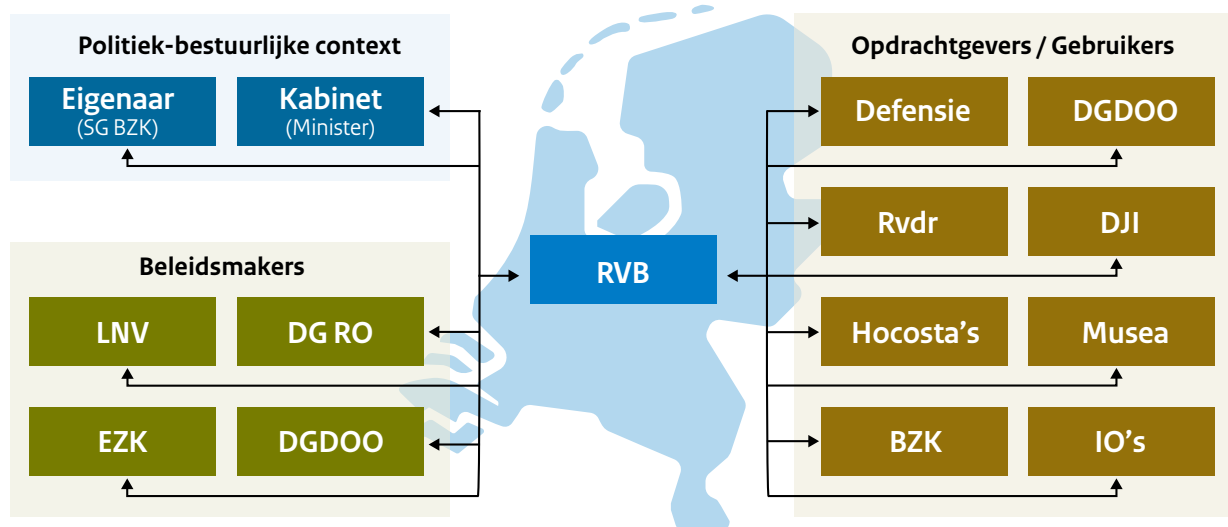 Politiek-bestuurlijke context
Eigenaar
(SG BZK)
Kabinet
(Minister)
Beleidsmakers
LNV
DG RO
EZK
DGDOO
RVB
Opdrachtgevers / Gebruikers
Defensie
DGDOO
Rvdr
DJI
Hocosta’s
Musea
BZK
IO’s